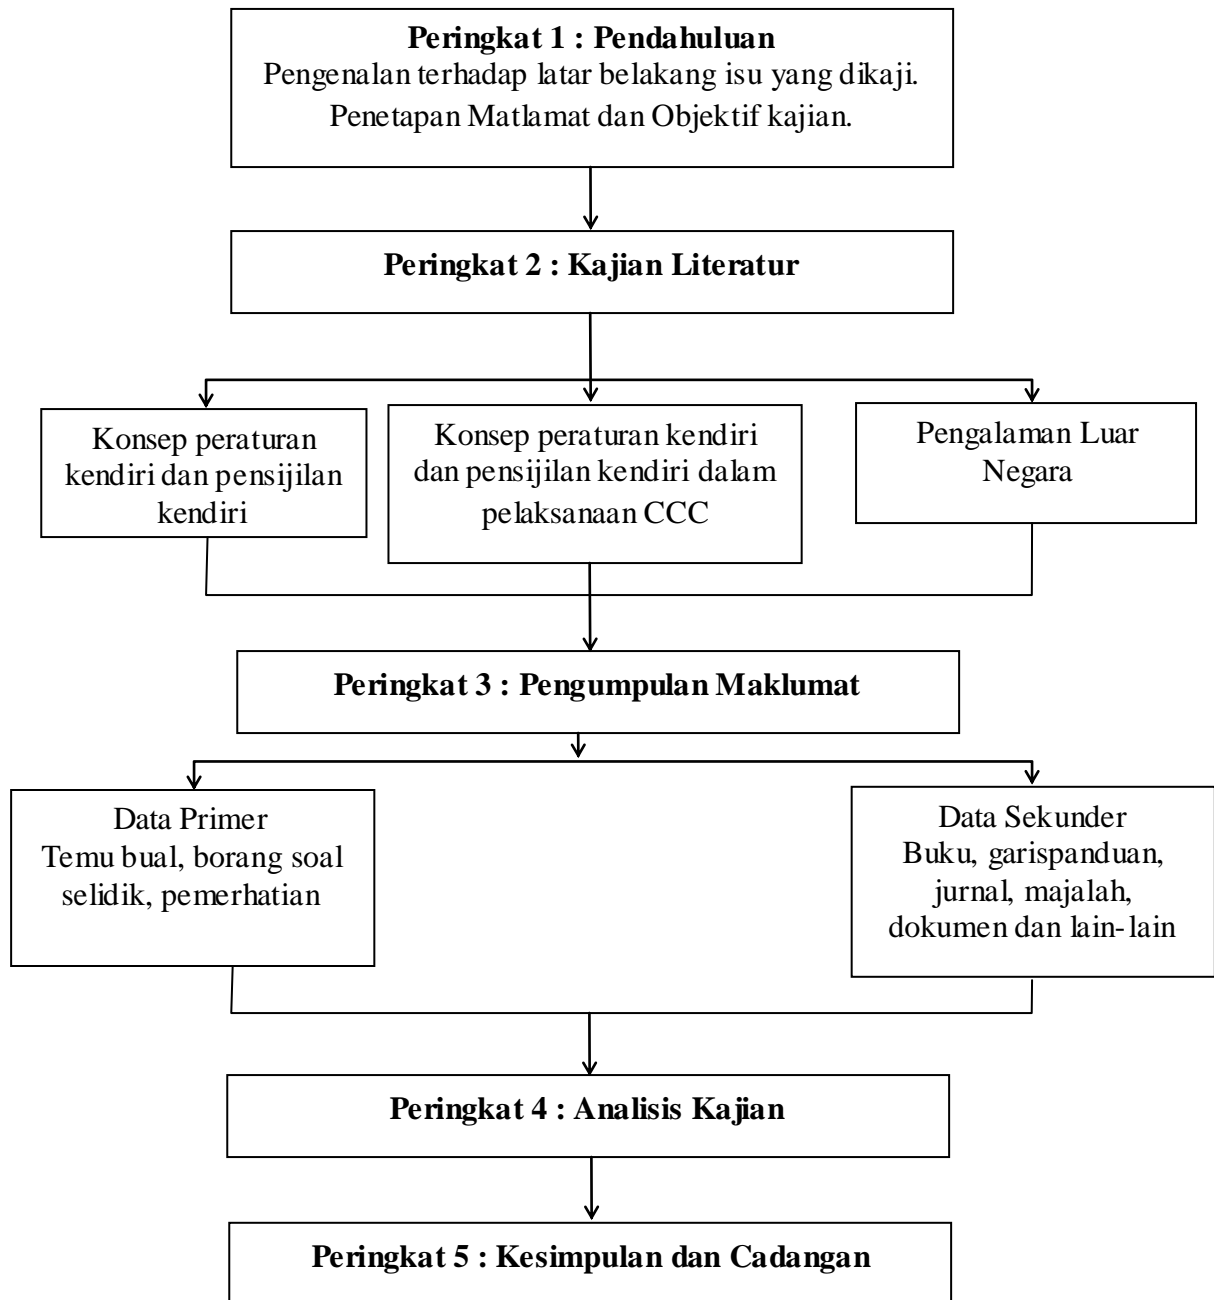 Peringkat 1 : Pendahuluan
Pengenalan terhadap latar belakang isu yang dikaji.
Penetapan Matlamat dan Objektif kajian.
Peringkat 2 : Kajian Literatur
Konsep peraturan
kendiri dan pensijilan
kendiri
Konsep peraturan kendiri
dan pensijilan kendiri dalam
pelaksanaan CCC
Pengalaman Luar
Negara
Peringkat 3 : Pengumpulan Maklumat
Data Primer
Temu bual, borang soal
selidik, pemerhatian
Data Sekunder
Buku, garispanduan,
jurnal, majalah,
dokumen dan lain-lain
Peringkat 4 : Analisis Kajian
Peringkat 5 : Kesimpulan dan Cadangan